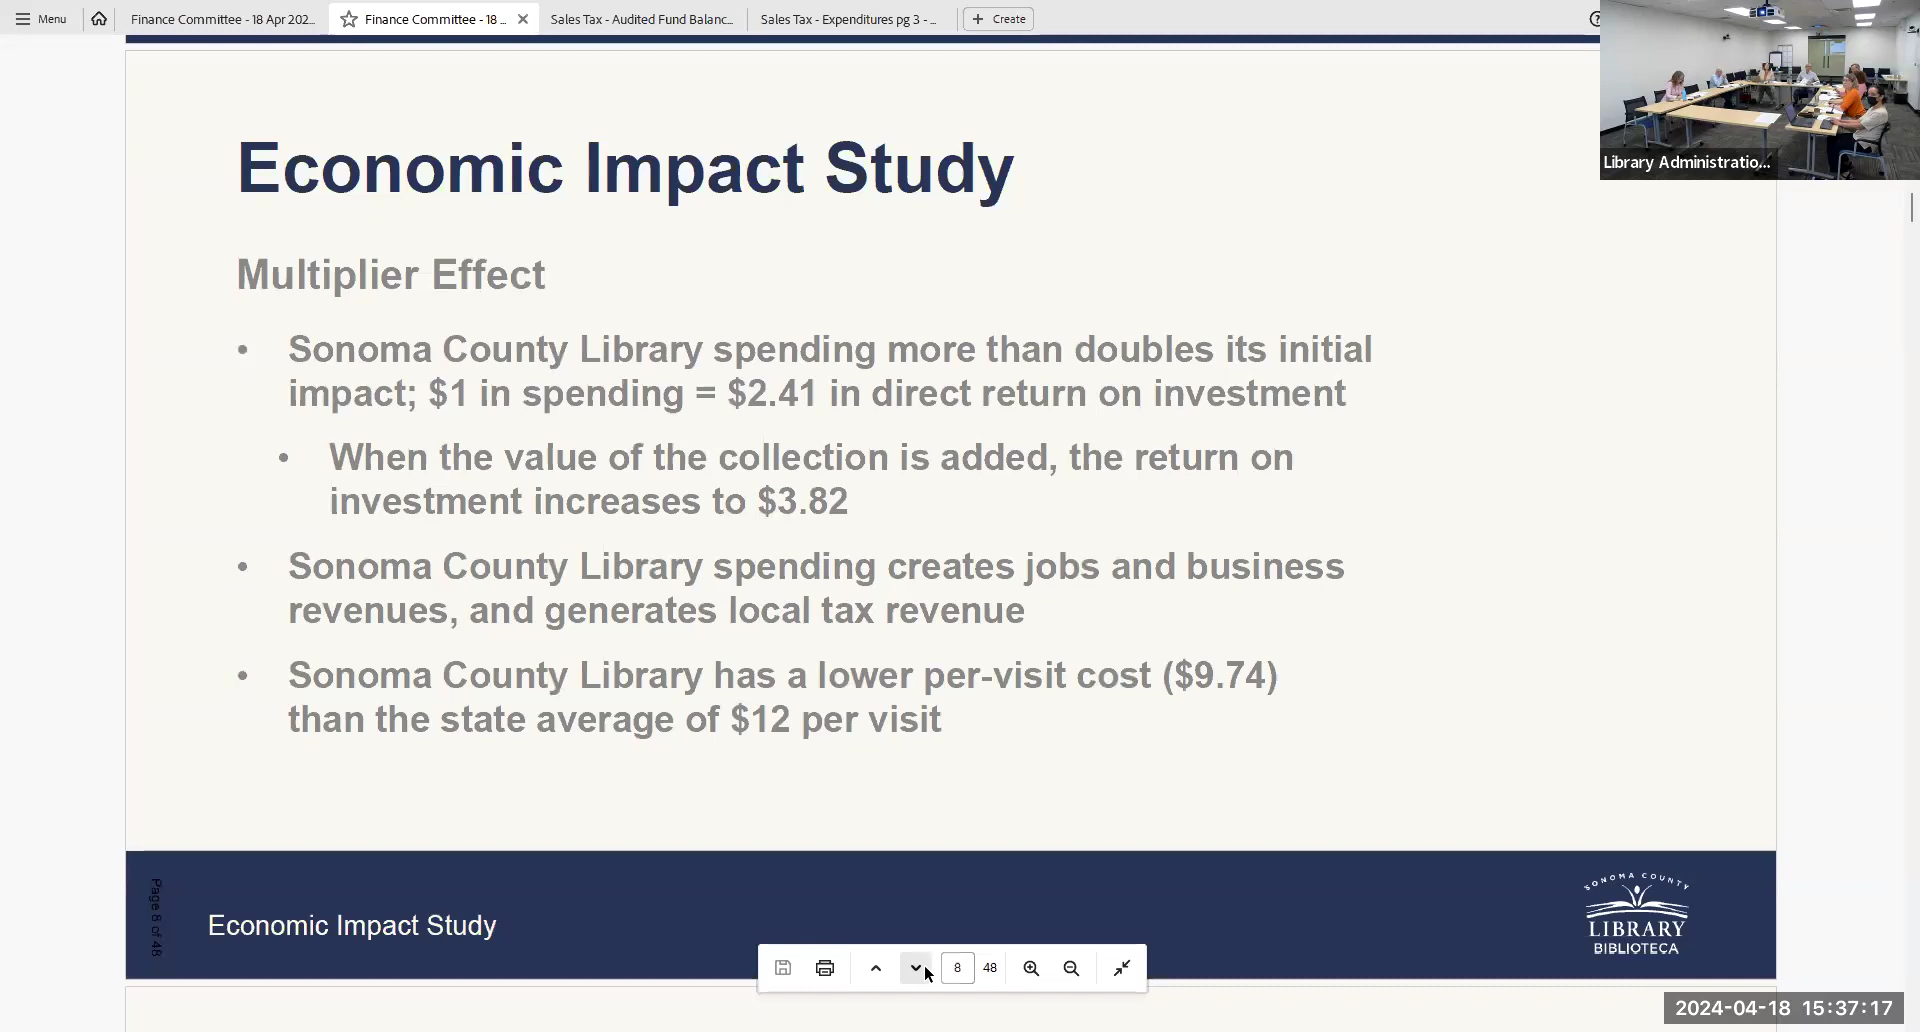 Menu
Finance Committee - 18 Apr 202...
Finance Committee - 18 ...
Sales Tax - Audited Fund Balanc...
Sales Tax - Expenditures pg 3 - ...
Create
Library Administratio...
Economic Impact Study
Multiplier Effect
• Sonoma County Library spending more than doubles its initial
impact; $1 in spending = $2.41 in direct return on investment
• When the value of the collection is added, the return on
investment increases to $3.82
• Sonoma County Library spending creates jobs and business
revenues, and generates local tax revenue
• Sonoma County Library has a lower per-visit cost ($9.74)
than the state average of $12 per visit
Page 8 of 48
Economic Impact Study
SONOMA COUNTY
LIBRARY
BIBLIOTECA
8 48
2024-04-18 15:37:17